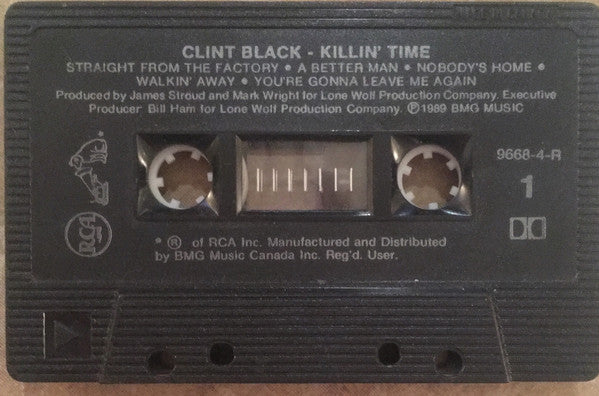 CLINT BLACK - KILLIN' TIME
STRAIGHT FROM THE FACTORY • A BETTER MAN • NOBODY'S HOME •
WALKIN' AWAY • YOU'RE GONNA LEAVE ME AGAIN
Produced by James Stroud and Mark Wright for Lone Wolf Production Company. Executive
Producer Bill Ham for Lone Wolf Production Company. ℗1989 BMG MUSIC
9668-4-R
1
RCA
* ® of RCA Inc. Manufactured and Distributed
by BMG Music Canada Inc. Reg'd. User.